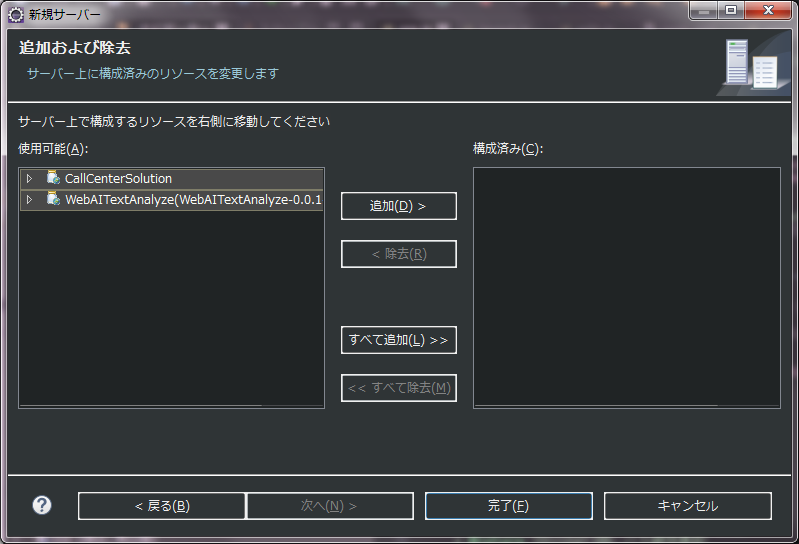 新規サーバー
追加および除去
サーバー上に構成済みのリソースを変更します
サーバー上で構成するリソースを右側に移動してください
使用可能(A):
構成済み(C):
CallCenterSolution
WebAITextAnalyze(WebAITextAnalyze-0.0.1
追加(D) >
< 除去(R)
すべて追加(L) >>
<< すべて除去(M)
< 戻る(B)
次へ(N) >
完了(F)
キャンセル